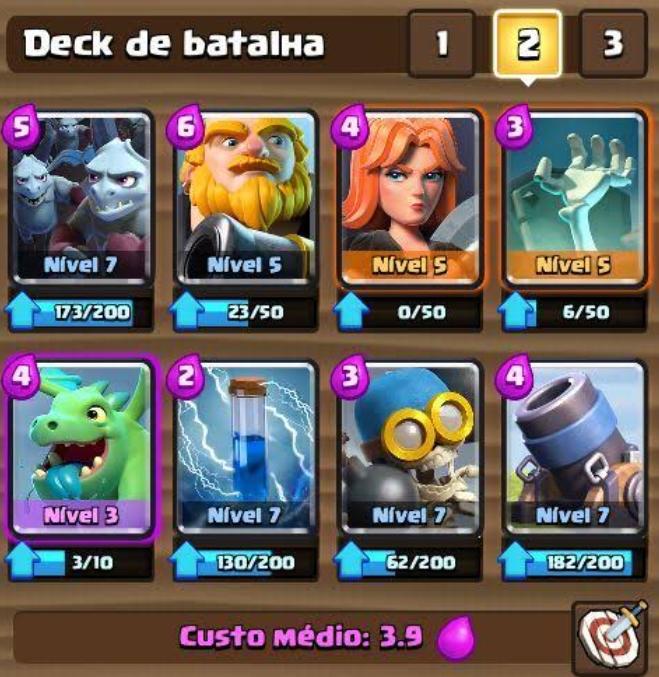 Deck de batalha 1 2 3
5 6 4 3
Nível 7 Nível 5 Nível 5 Nível 5
173/200 23/50 0/50 6/50
4 2 3 4
Nível 3 Nível 7 Nível 7 Nível 7
3/10 130/200 62/200 182/200
Custo médio: 3.9